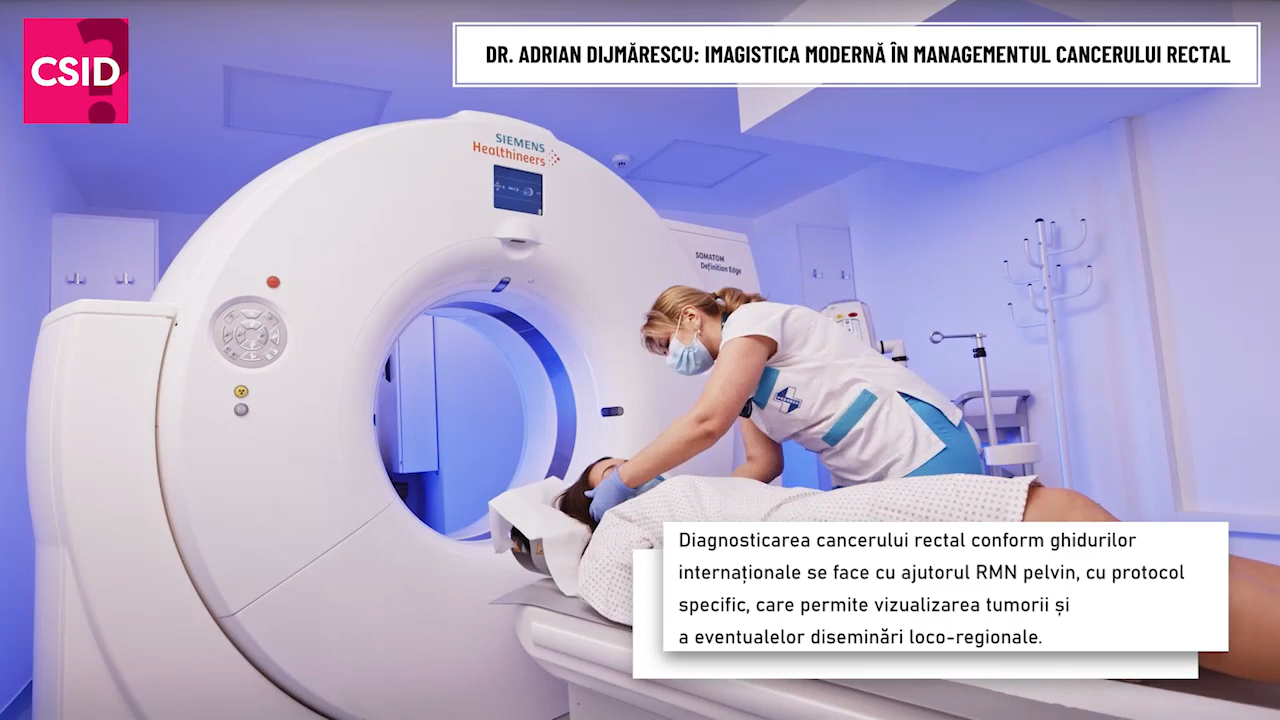 CSID
DR. ADRIAN DIJMĂRESCU: IMAGISTICA MODERNĂ ÎN MANAGEMENTUL CANCERULUI RECTAL
SIEMENS
Healthineers
SOMATOM
Definition Edge
Diagnosticarea cancerului rectal conform ghidurilor
internaționale se face cu ajutorul RMN pelvin, cu protocol
specific, care permite vizualizarea tumorii și
a eventualelor diseminări loco-regionale.